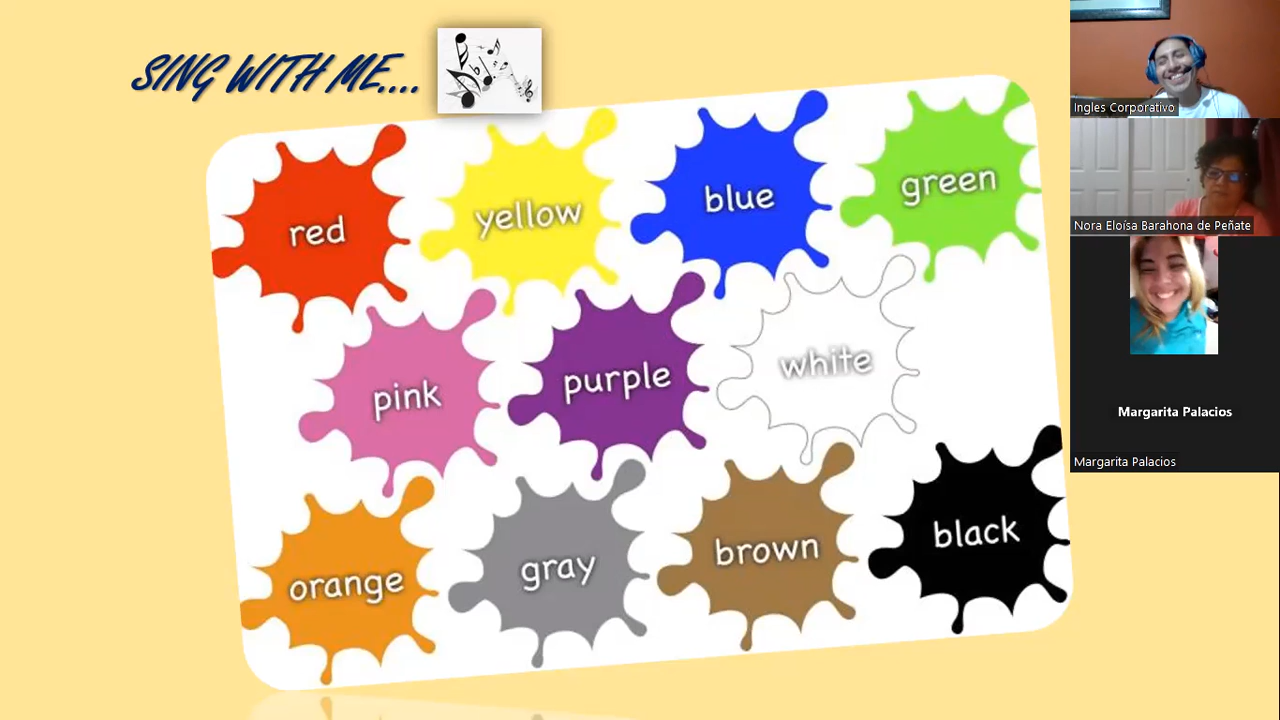 SING WITH ME....
red
yellow
blue
green
pink
purple
white
orange
gray
brown
black
Ingles Corporativo
Nora Eloísa Barahona de Peñate
Margarita Palacios
Margarita Palacios